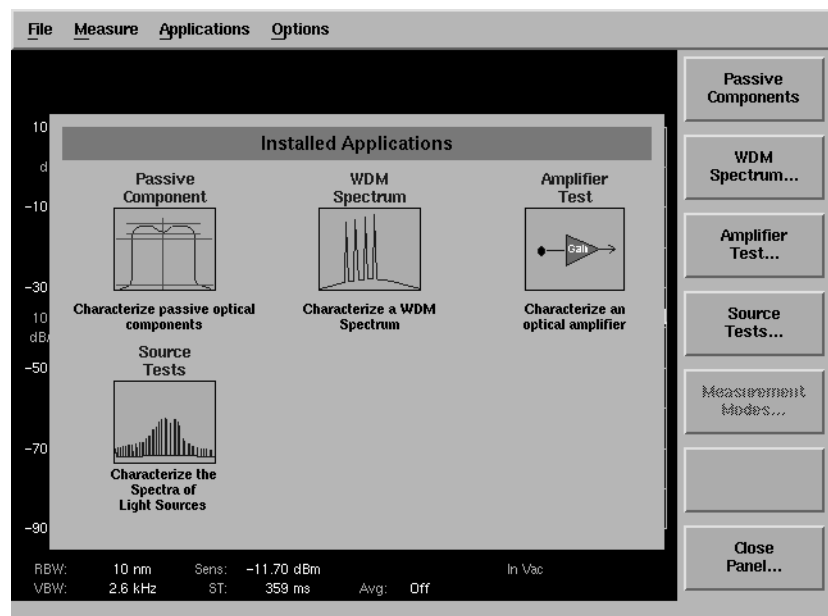 File Measure Applications Options
Passive
Components
WDM
Spectrum...
Amplifier
Test...
Source
Tests...
Measurement
Modes...
Close
Panel...
Installed Applications
Passive
Component
Characterize passive optical
components
WDM
Spectrum
Characterize a WDM
Spectrum
Amplifier
Test
Gain
Characterize an
optical amplifier
Source
Tests
Characterize the
Spectra of
Light Sources
10
d
-10
-30
10
dB/
-50
-70
-90
RBW: 10 nm Sens: -11.70 dBm In Vac
VBW: 2.6 kHz ST: 359 ms Avg: Off